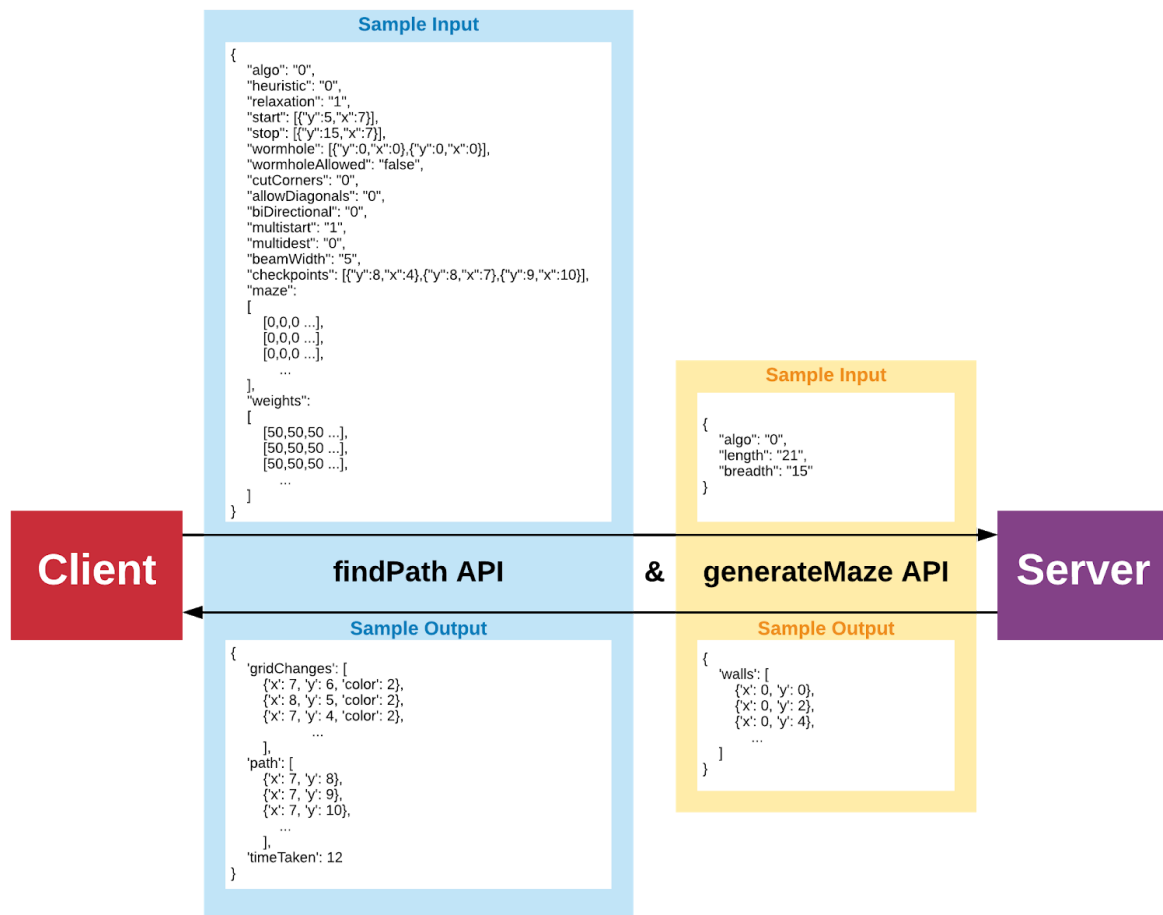 Sample Input
{
"algo": "0",
"heuristic": "0",
"relaxation": "1",
"start": [{"y":5,"x":7}],
"stop": [{"y":15,"x":7}],
"wormhole": [{"y":0,"x":0},{"y":0,"x":0}],
"wormholeAllowed": "false",
"cutCorners": "0",
"allowDiagonals": "0",
"biDirectional": "0",
"multistart": "1",
"multidest": "0",
"beamWidth": "5",
"checkpoints": [{"y":8,"x":4},{"y":8,"x":7},{"y":9,"x":10}],
"maze":
[
[0,0,0 ...],
[0,0,0 ...],
[0,0,0 ...],
...
],
"weights":
[
[50,50,50 ...],
[50,50,50 ...],
[50,50,50 ...],
...
]
}
Sample Input
{
"algo": "0",
"length": "21",
"breadth": "15"
}
Client
findPath API
&
generateMaze API
Server
Sample Output
{
'gridChanges': [
{'x': 7, 'y': 6, 'color': 2},
{'x': 8, 'y': 5, 'color': 2},
{'x': 7, 'y': 4, 'color': 2},
...
],
'path': [
{'x': 7, 'y': 8},
{'x': 7, 'y': 9},
{'x': 7, 'y': 10},
...
],
'timeTaken': 12
}
Sample Output
{
'walls': [
{'x': 0, 'y': 0},
{'x': 0, 'y': 2},
{'x': 0, 'y': 4},
...
]
}